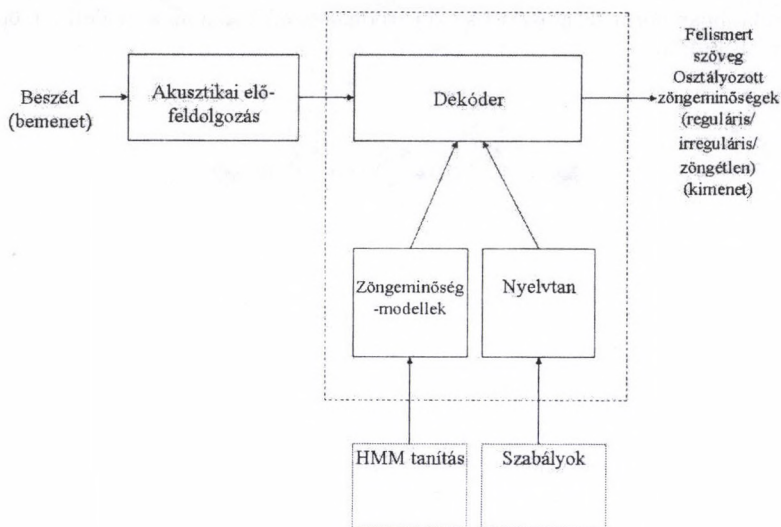 Beszéd
(bemenet)
Akusztikai elő-
feldolgozás
Dekóder
Felismert
szöveg
Osztályozott
zöngeminőségek
(reguláris/
irreguláris/
zöngétlen)
(kimenet)
Zöngeminőség
-modellek
Nyelvtan
HMM tanítás
Szabályok